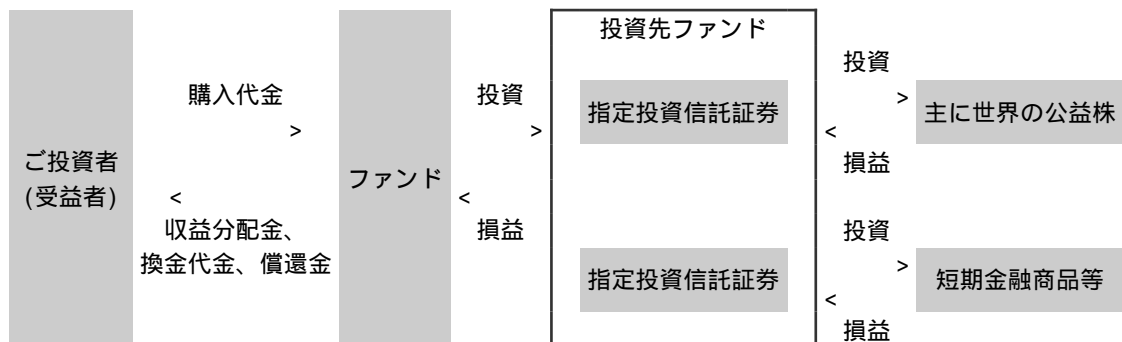 投資先ファンド
投資
購入代金
投資
指定投資信託証券
>
主に世界の公益株
>
>
<
ご投資者
(受益者)
ファンド
損益
<
<
収益分配金、
換金代金、償還金
損益
投資
指定投資信託証券
>
短期金融商品等
<
損益